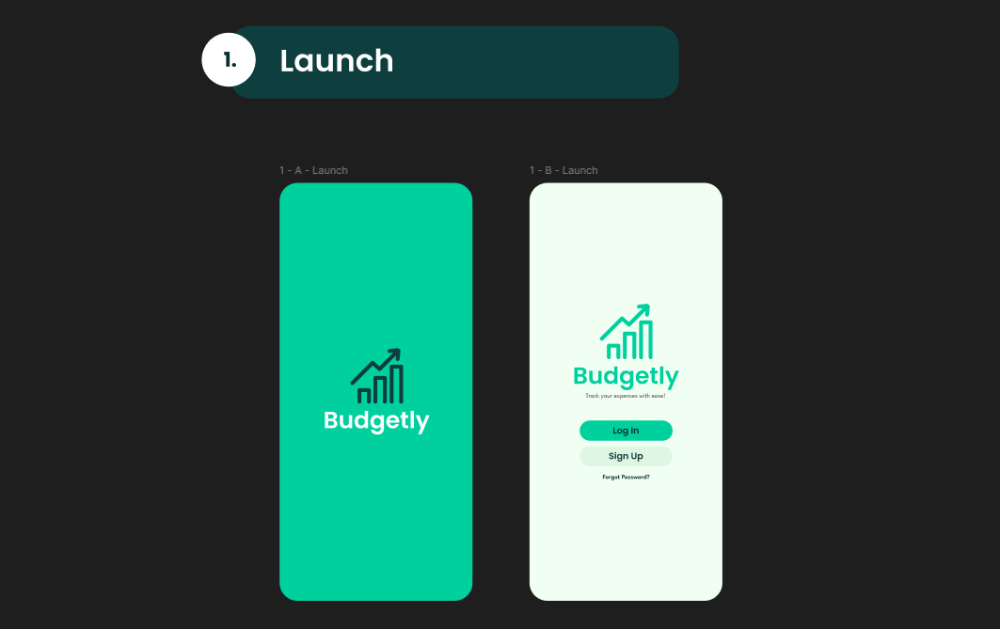 1.
Launch
1 - A - Launch
1 - B - Launch
Budgetly
Budgetly
Track your expenses with ease!
Log In
Sign Up
Forgot Password?